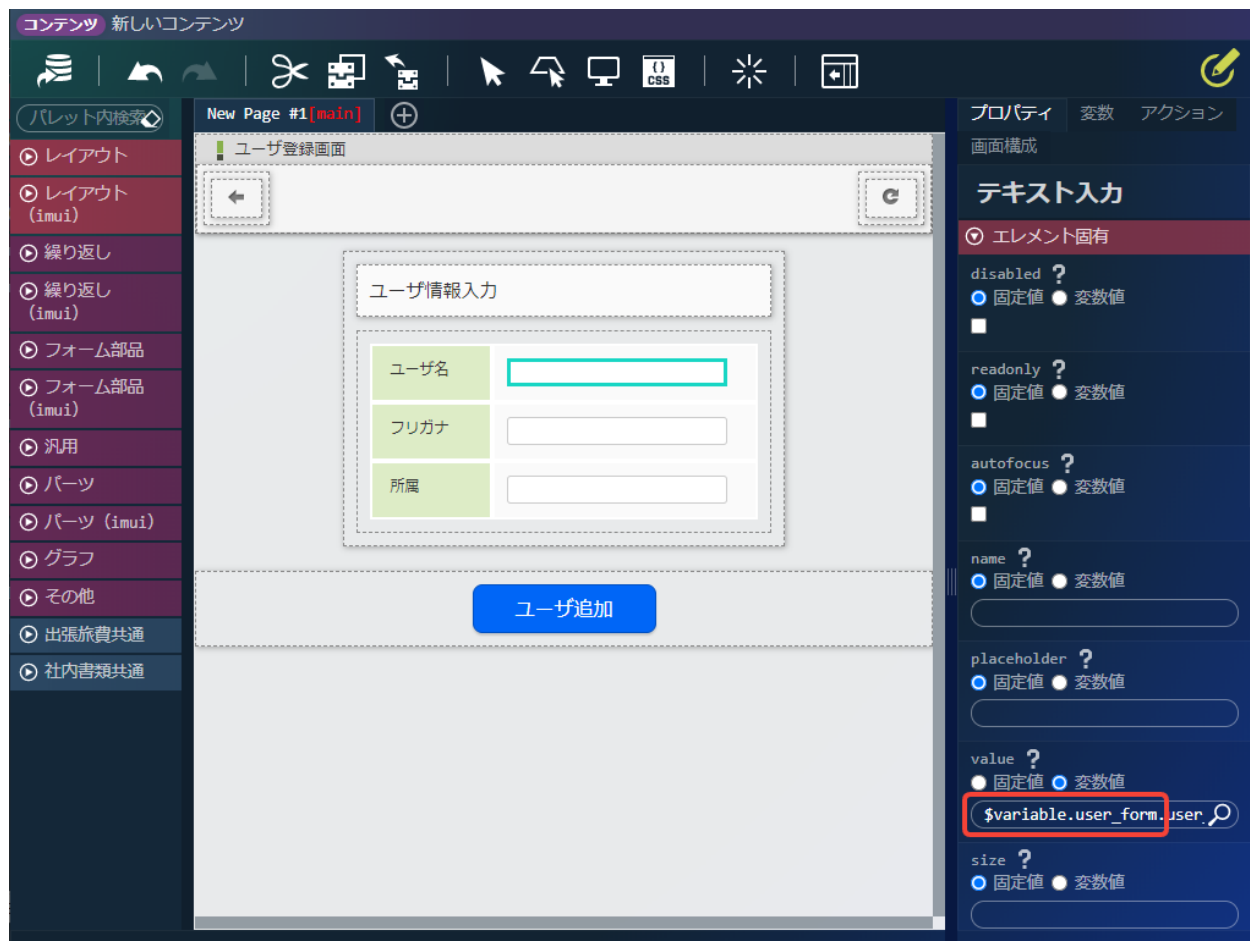 コンテンツ 新しいコンテンツ
{}
CSS
パレット内検索
レイアウト
レイアウト
(imui)
繰り返し
繰り返し
(imui)
フォーム部品
フォーム部品
(imui)
汎用
パーツ
パーツ (imui)
グラフ
その他
出張旅費共通
社内書類共通
New Page #1[main]
ユーザ登録画面
ユーザ情報入力
ユーザ名
フリガナ
所属
ユーザ追加
プロパティ 変数 アクション
画面構成
テキスト入力
エレメント固有
disabled ?
固定値 変数値
readonly ?
固定値 変数値
autofocus ?
固定値 変数値
name ?
固定値 変数値
placeholder ?
固定値 変数値
value ?
固定値 変数値
$variable.user_form.user_
size ?
固定値 変数値